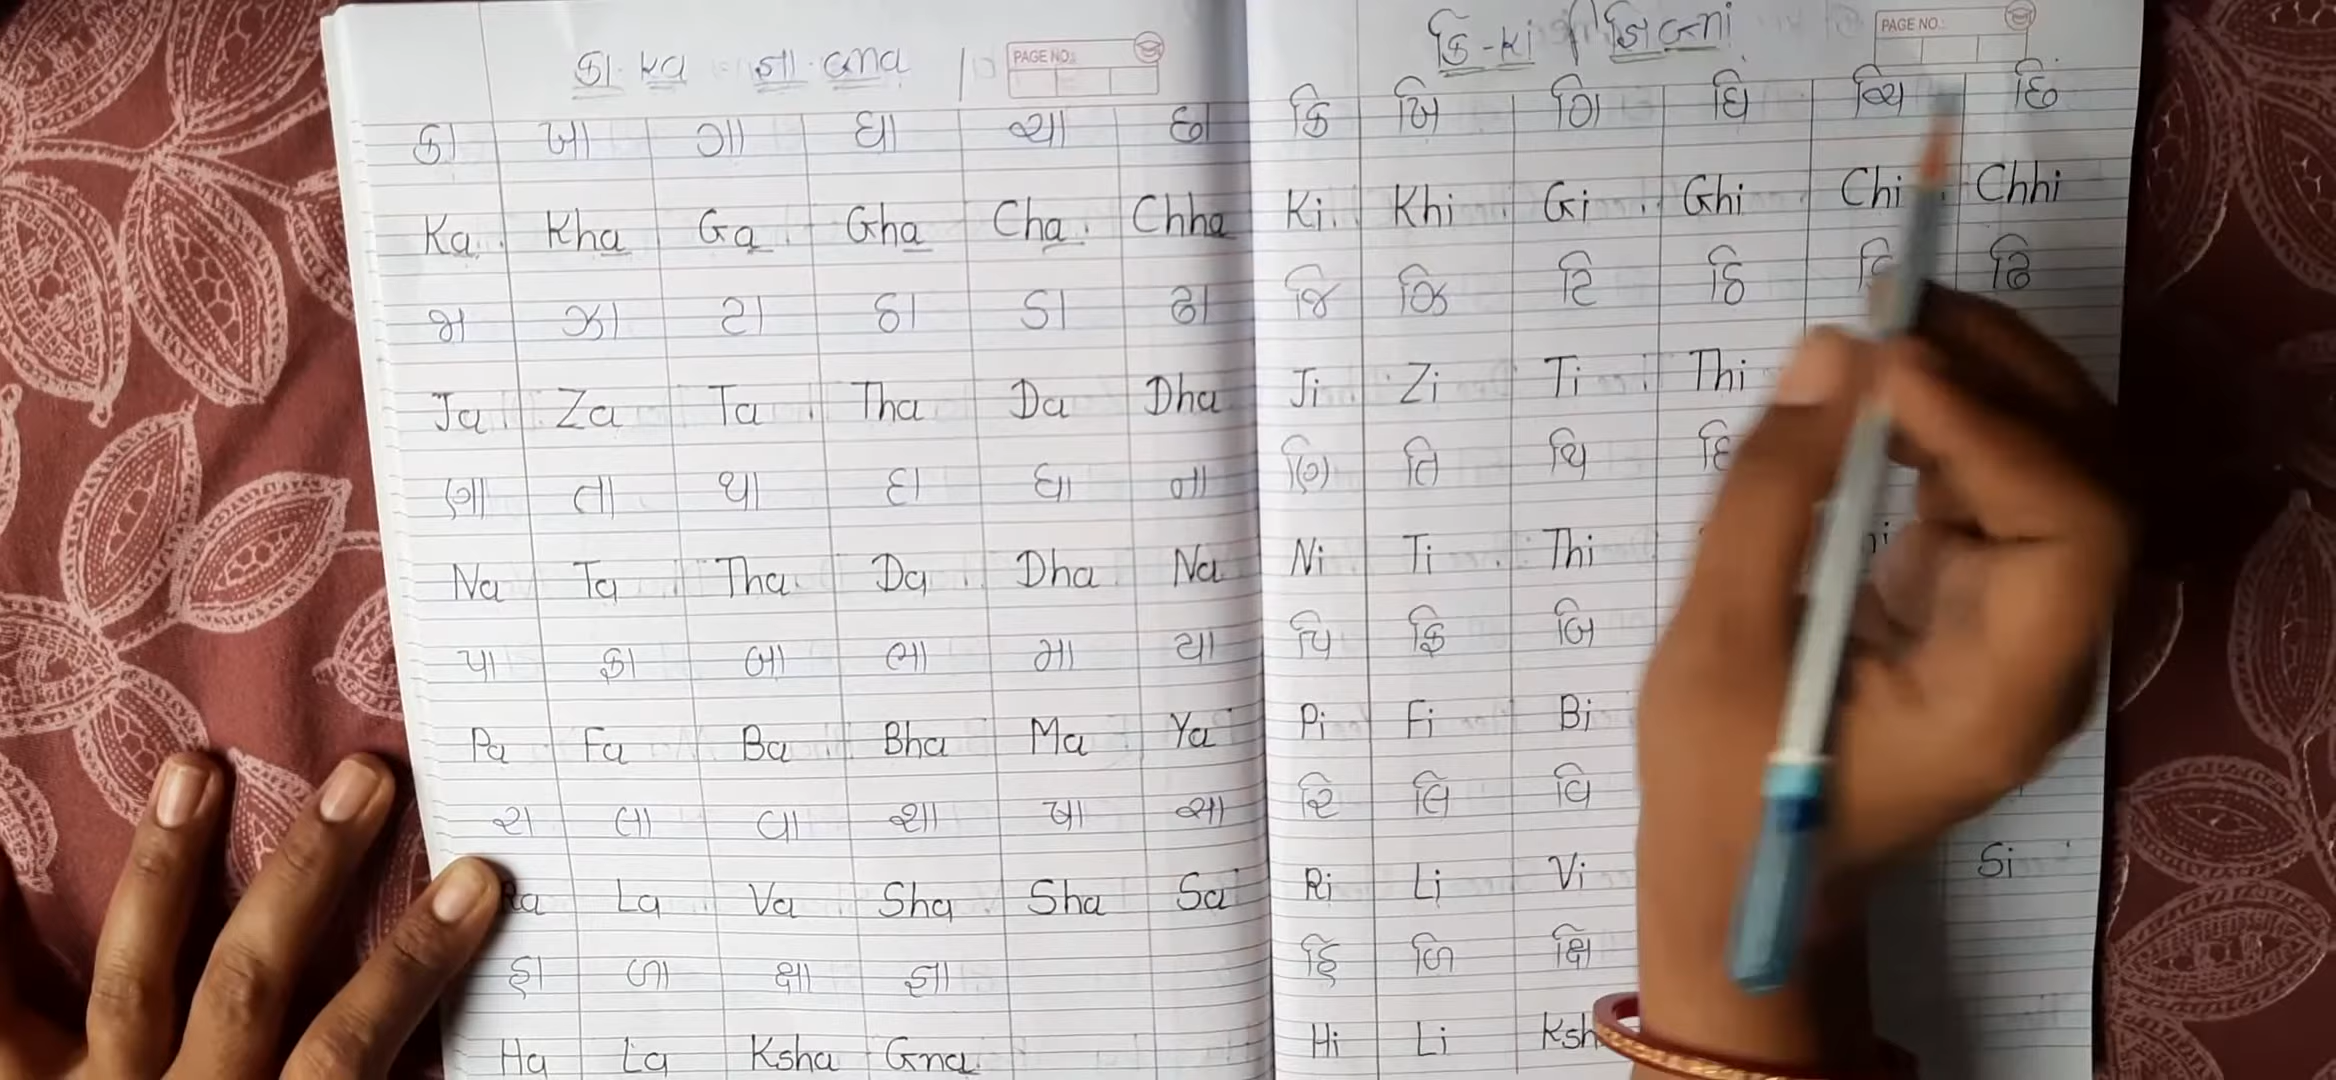 કા - ka જ્ઞા - Gna
PAGE NO.:
કા ખા ગા ઘા ચા છા
Ka Kha Ga Gha Cha Chha
જા ઝા ટા ઠા ડા ઢા
Ja Za Ta Tha Da Dha
ણા તા થા દા ધા ના
Na Ta Tha Da Dha Na
પા ફા બા ભા મા યા
Pa Fa Ba Bha Ma Ya
રા લા વા શા ષા સા
Ra La Va Sha Sha Sa
હા ળા ક્ષા જ્ઞા
Ha La Ksha Gna
કિ - Ki જ્ઞિ Gni
PAGE NO.:
કિ ખિ ગિ ઘિ ચિ છિ
Ki Khi Gi Ghi Chi Chhi
જિ ઝિ ટિ ઠિ ઢિ
Ji Zi Ti Thi
ણિ તિ થિ
Ni Ti Thi
પિ ફિ બિ
Pi Fi Bi
રિ લિ વિ
Ri Li Vi Si
હિ ળિ ક્ષિ
Hi Li Ksh